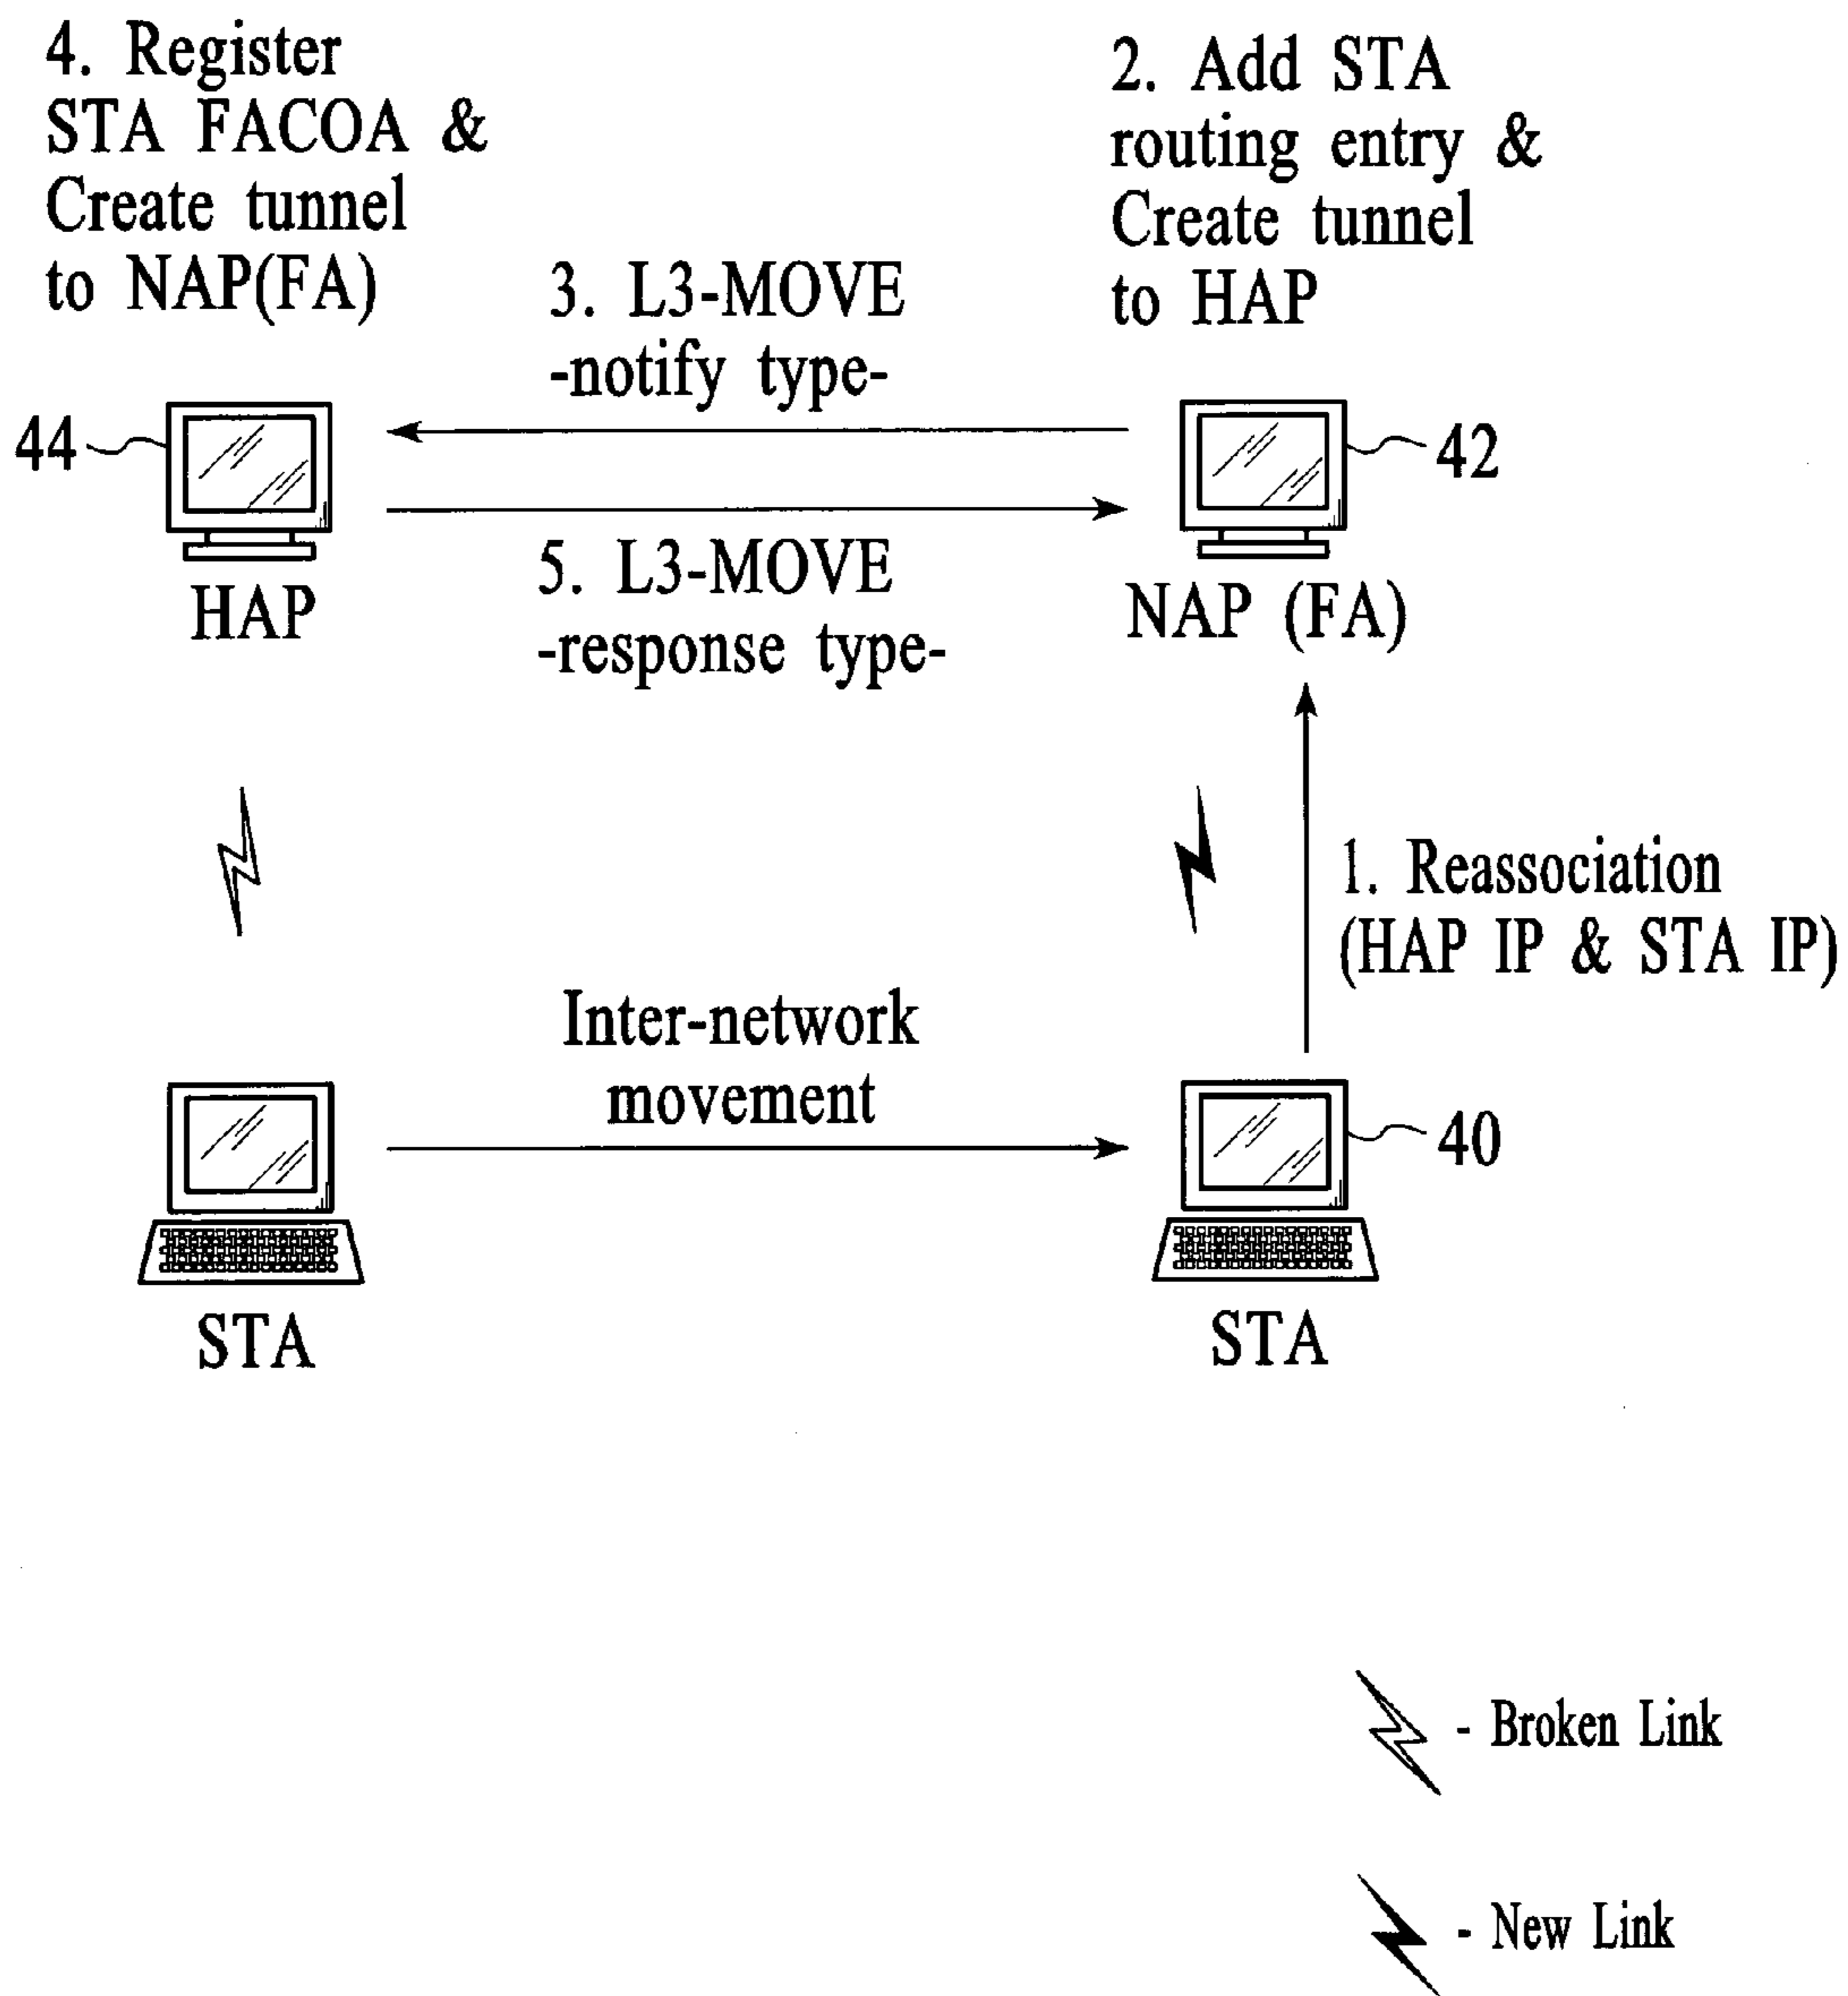 4. Register
STA FACOA &
Create tunnel
to NAP(FA)
2. Add STA
routing entry &
Create tunnel
to HAP
3. L3-MOVE
-notify type-
44
42
5. L3-MOVE
-response type-
HAP
NAP (FA)
1. Reassociation
(HAP IP & STA IP)
Inter-network
movement
40
STA
STA
- Broken Link
- New Link